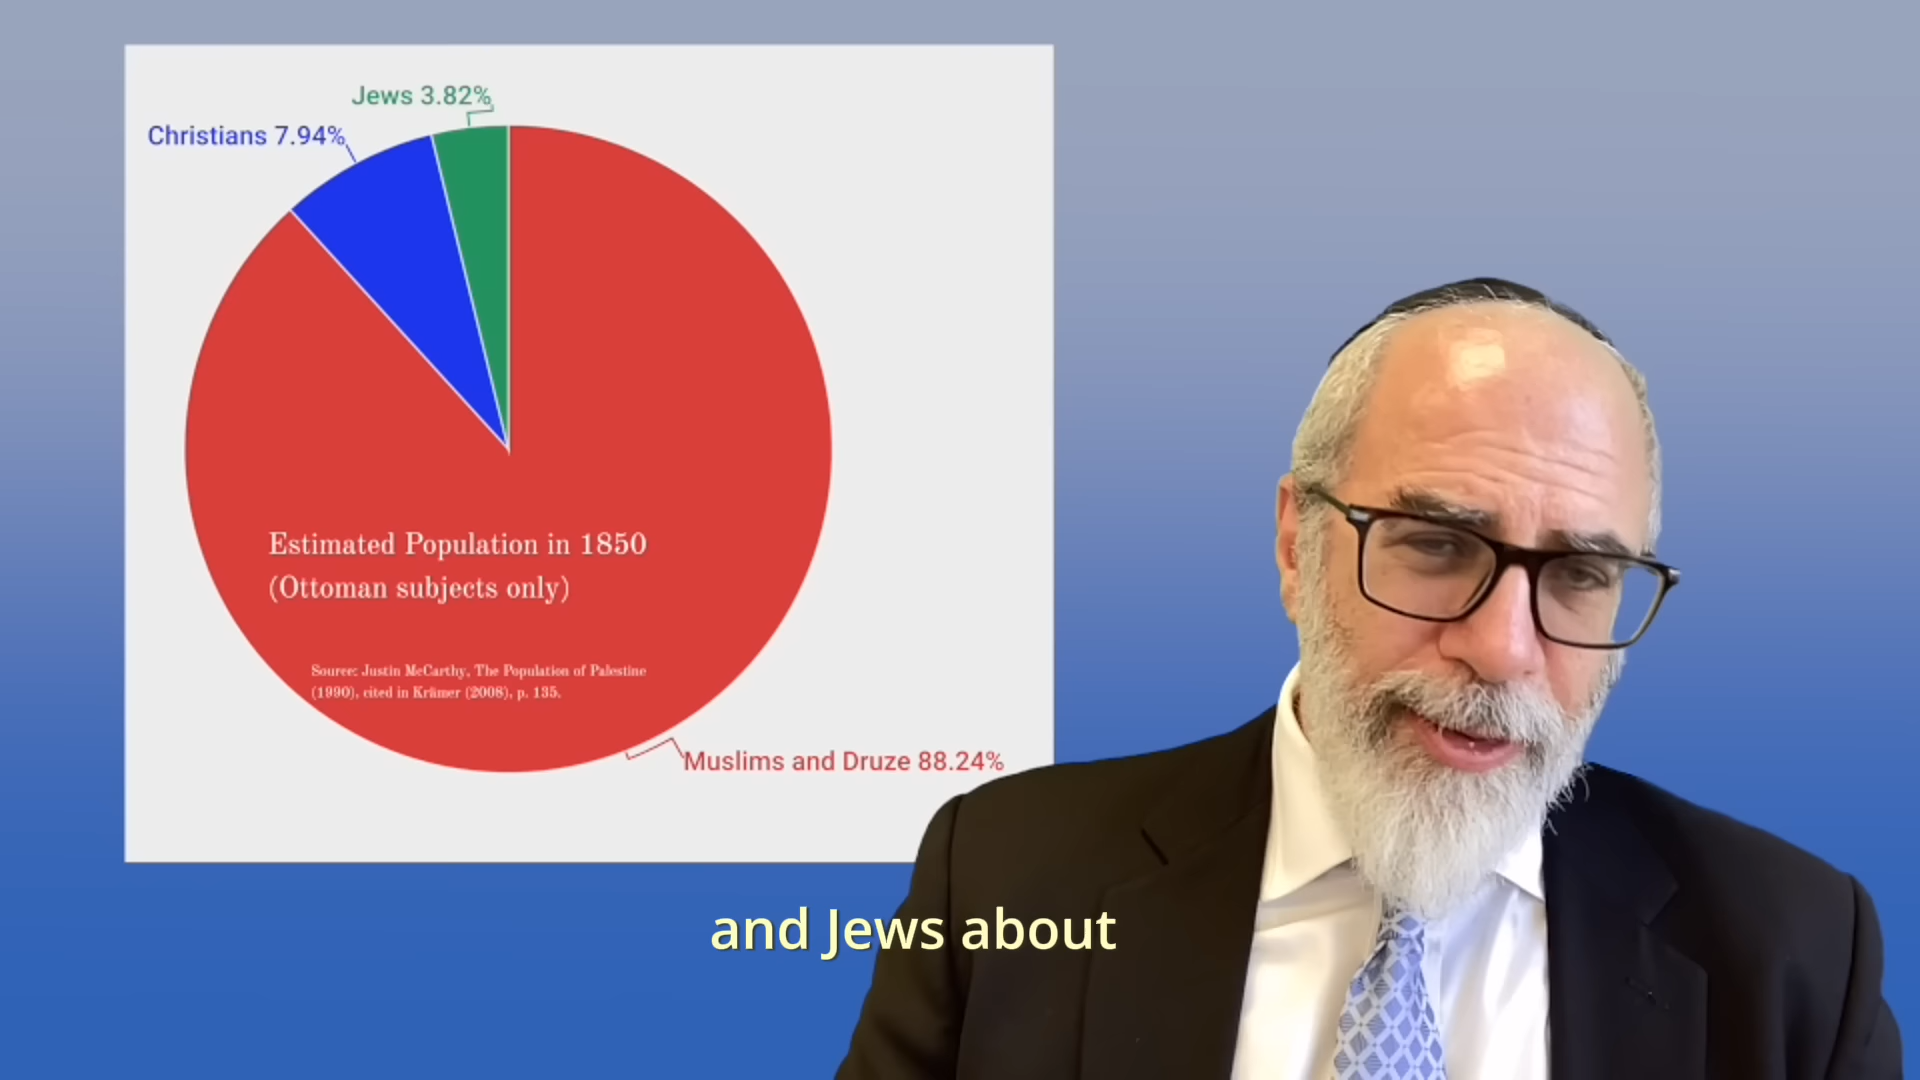 Jews 3.82%
Christians 7.94%
Estimated Population in 1850
(Ottoman subjects only)
Source: Justin McCarthy, The Population of Palestine
(1990), cited in Krämer (2008), p. 135.
Muslims and Druze 88.24%
and Jews about